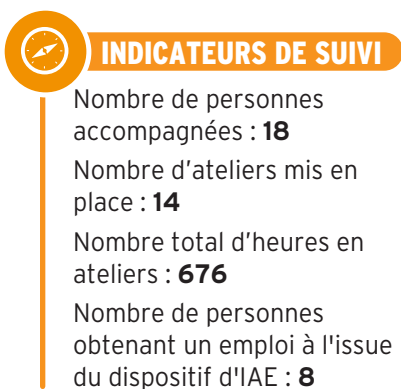 INDICATEURS DE SUIVI
Nombre de personnes
accompagnées : 18
Nombre d’ateliers mis en
place : 14
Nombre total d’heures en
ateliers : 676
Nombre de personnes
obtenant un emploi à l'issue
du dispositif d'IAE : 8